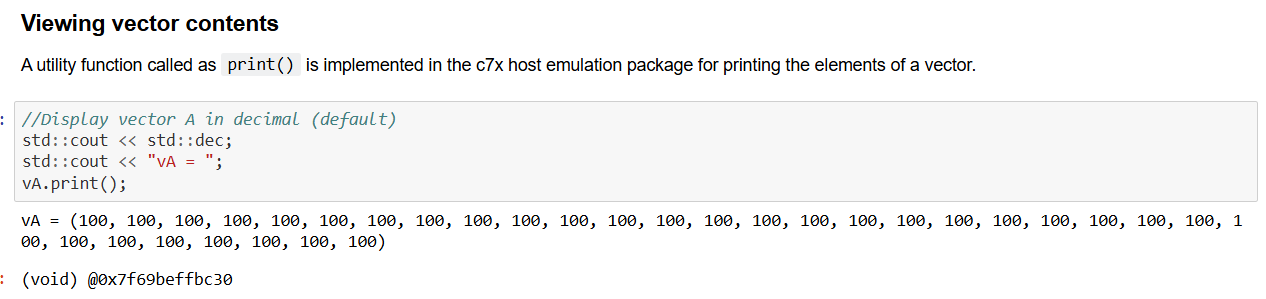 Viewing vector contents
A utility function called as print() is implemented in the c7x host emulation package for printing the elements of a vector.
: //Display vector A in decimal (default)
std::cout << std::dec;
std::cout << "vA = ";
vA.print();
vA = (100, 100, 100, 100, 100, 100, 100, 100, 100, 100, 100, 100, 100, 100, 100, 100, 100, 100, 100, 100, 100, 100, 100, 100, 1
00, 100, 100, 100, 100, 100, 100, 100)
: (void) @0x7f69beffbc30